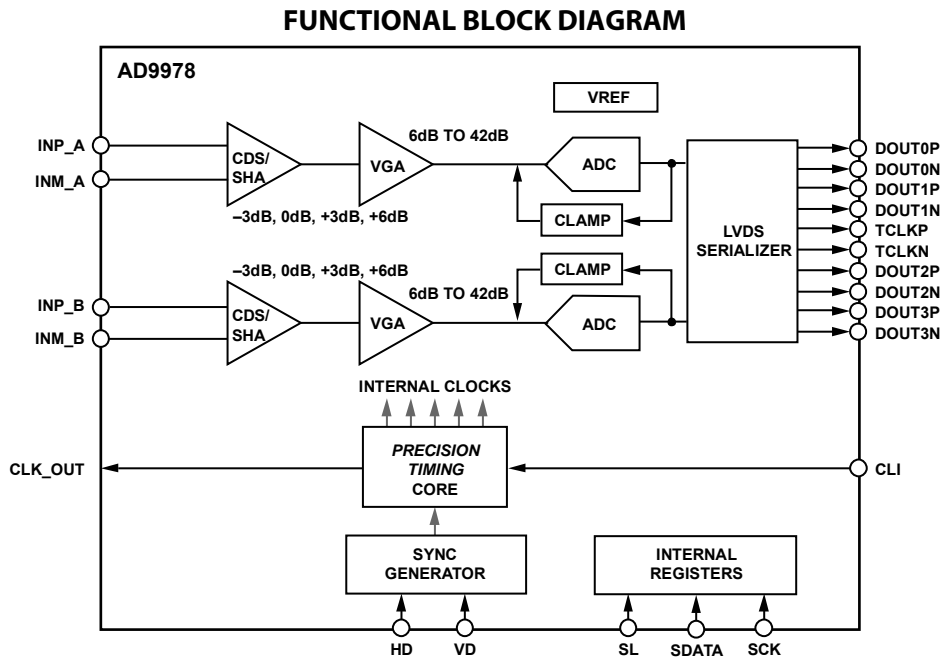 FUNCTIONAL BLOCK DIAGRAM
AD9978
VREF
INP_A
INM_A
CDS/
SHA
–3dB, 0dB, +3dB, +6dB
VGA
6dB TO 42dB
ADC
CLAMP
LVDS
SERIALIZER
DOUT0P
DOUT0N
DOUT1P
DOUT1N
TCLKP
TCLKN
DOUT2P
DOUT2N
DOUT3P
DOUT3N
–3dB, 0dB, +3dB, +6dB
CLAMP
6dB TO 42dB
INP_B
INM_B
CDS/
SHA
VGA
ADC
INTERNAL CLOCKS
CLK_OUT
PRECISION
TIMING
CORE
CLI
SYNC
GENERATOR
INTERNAL
REGISTERS
HD
VD
SL
SDATA
SCK